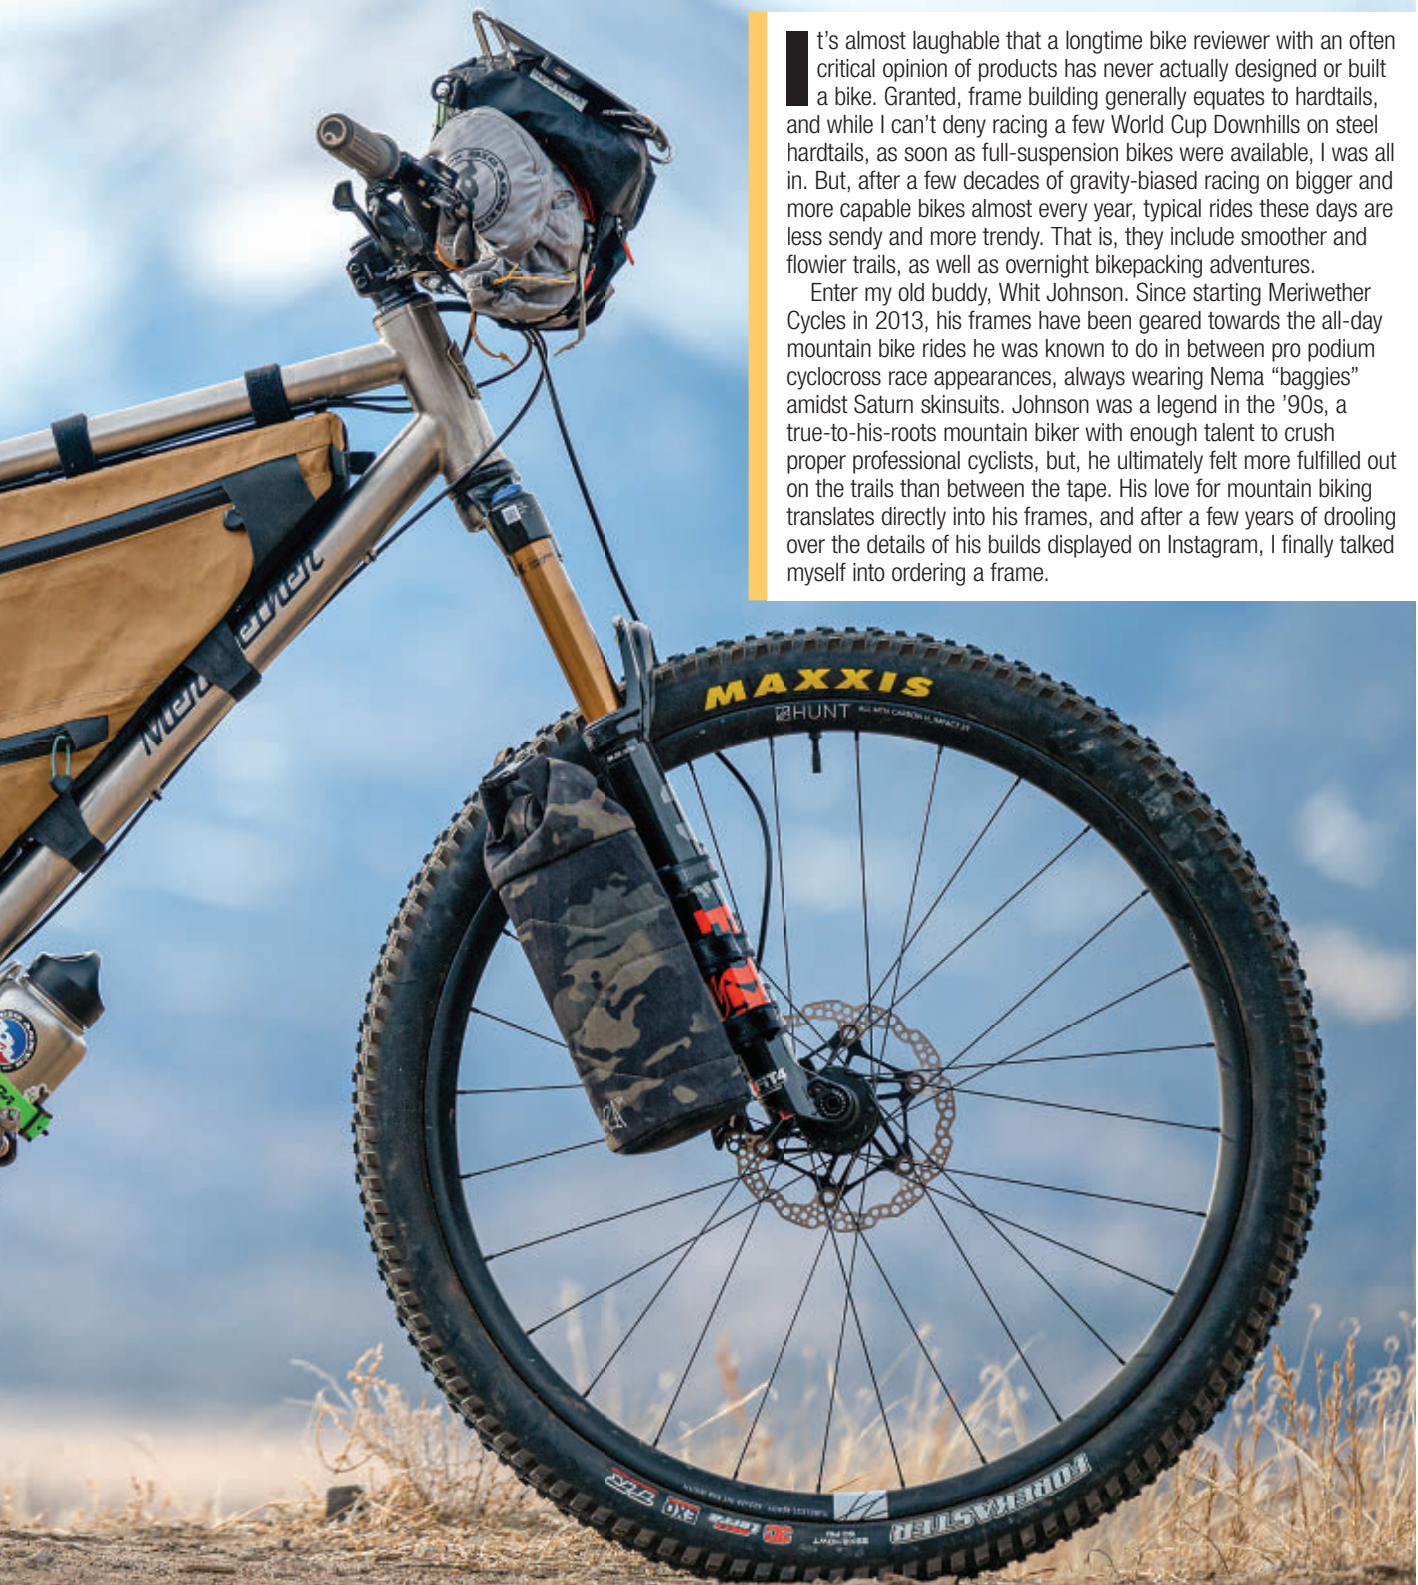 It’s almost laughable that a longtime bike reviewer with an often
critical opinion of products has never actually designed or built
a bike. Granted, frame building generally equates to hardtails,
and while I can’t deny racing a few World Cup Downhills on steel
hardtails, as soon as full-suspension bikes were available, I was all
in. But, after a few decades of gravity-biased racing on bigger and
more capable bikes almost every year, typical rides these days are
less sendy and more trendy. That is, they include smoother and
flowier trails, as well as overnight bikepacking adventures.
Enter my old buddy, Whit Johnson. Since starting Meriwether
Cycles in 2013, his frames have been geared towards the all-day
mountain bike rides he was known to do in between pro podium
cyclocross race appearances, always wearing Nema “baggies”
amidst Saturn skinsuits. Johnson was a legend in the ’90s, a
true-to-his-roots mountain biker with enough talent to crush
proper professional cyclists, but, he ultimately felt more fulfilled out
on the trails than between the tape. His love for mountain biking
translates directly into his frames, and after a few years of drooling
over the details of his builds displayed on Instagram, I finally talked
myself into ordering a frame.
MAXXIS
HUNT
FIT4
EXO
3C
FOREKASTER